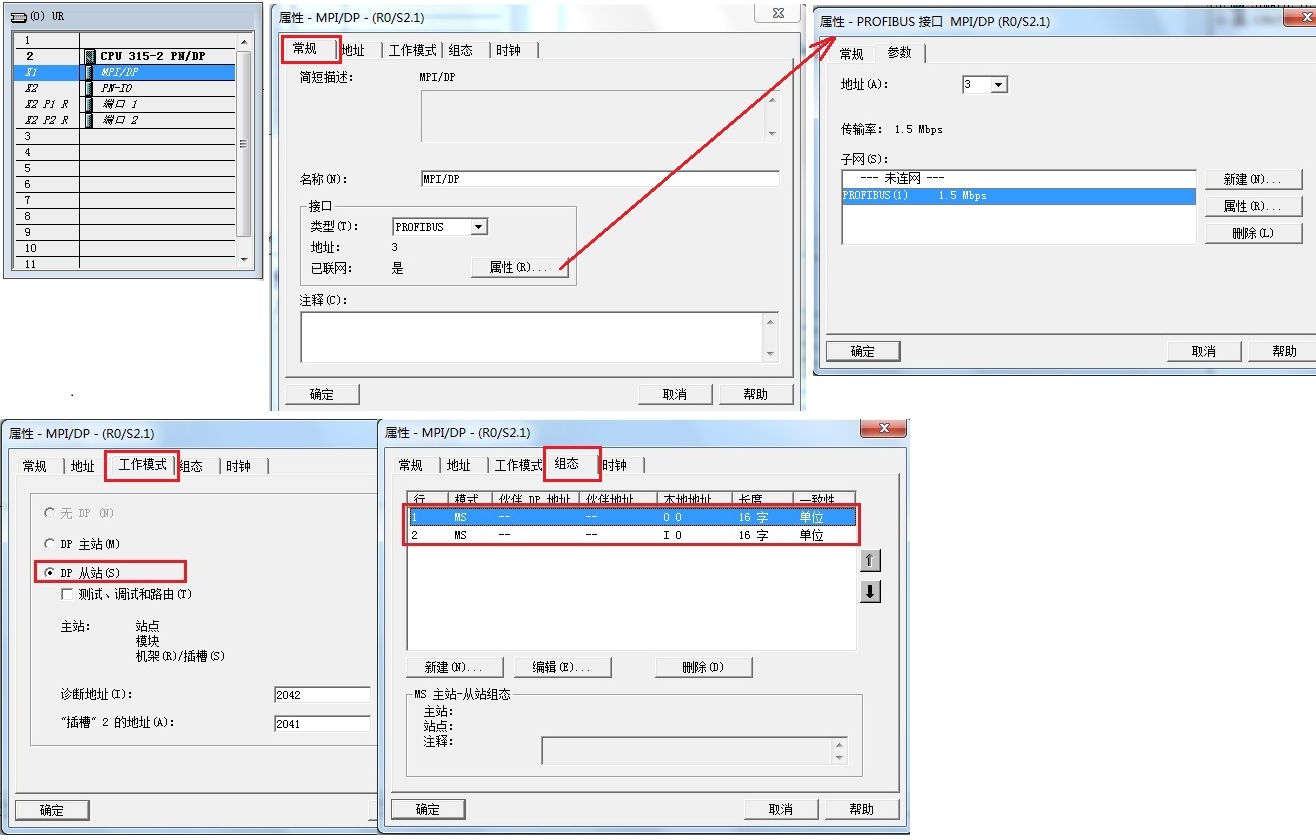 (0) UR
1
2 CPU 315-2 PN/DP
X1 MPI/DP
X2 PN-IO
X2 P1 R 端口 1
X2 P2 R 端口 2
3
4
5
6
7
8
9
10
11
属性 - MPI/DP - (R0/S2.1)
常规 地址 工作模式 组态 时钟
简短描述: MPI/DP
名称(N): MPI/DP
接口
类型(T): PROFIBUS
地址: 3
已联网: 是 属性(R)...
注释(C):
确定 取消 帮助
属性 - PROFIBUS 接口 MPI/DP (R0/S2.1)
常规 参数
地址(A): 3
传输率: 1.5 Mbps
子网(S):
--- 未连网 ---
PROFIBUS(1) 1.5 Mbps
新建(N)...
属性(R)...
删除(L)
确定 取消 帮助
属性 - MPI/DP - (R0/S2.1)
常规 地址 工作模式 组态 时钟
无 DP (N)
DP 主站(M)
DP 从站(S)
测试、调试和路由(T)
主站: 站点
模块
机架(R)/插槽(S)
诊断地址(I): 2042
"插槽" 2 的地址(A): 2041
确定
属性 - MPI/DP - (R0/S2.1)
常规 地址 工作模式 组态 时钟
行 模式 伙伴 DP 地址 伙伴地址 本地地址 长度 一致性
1 MS -- -- O 0 16 字 单位
2 MS -- -- I 0 16 字 单位
新建(N)... 编辑(E)... 删除(D)
MS 主站-从站组态
主站:
站点:
注释:
确定 取消 帮助